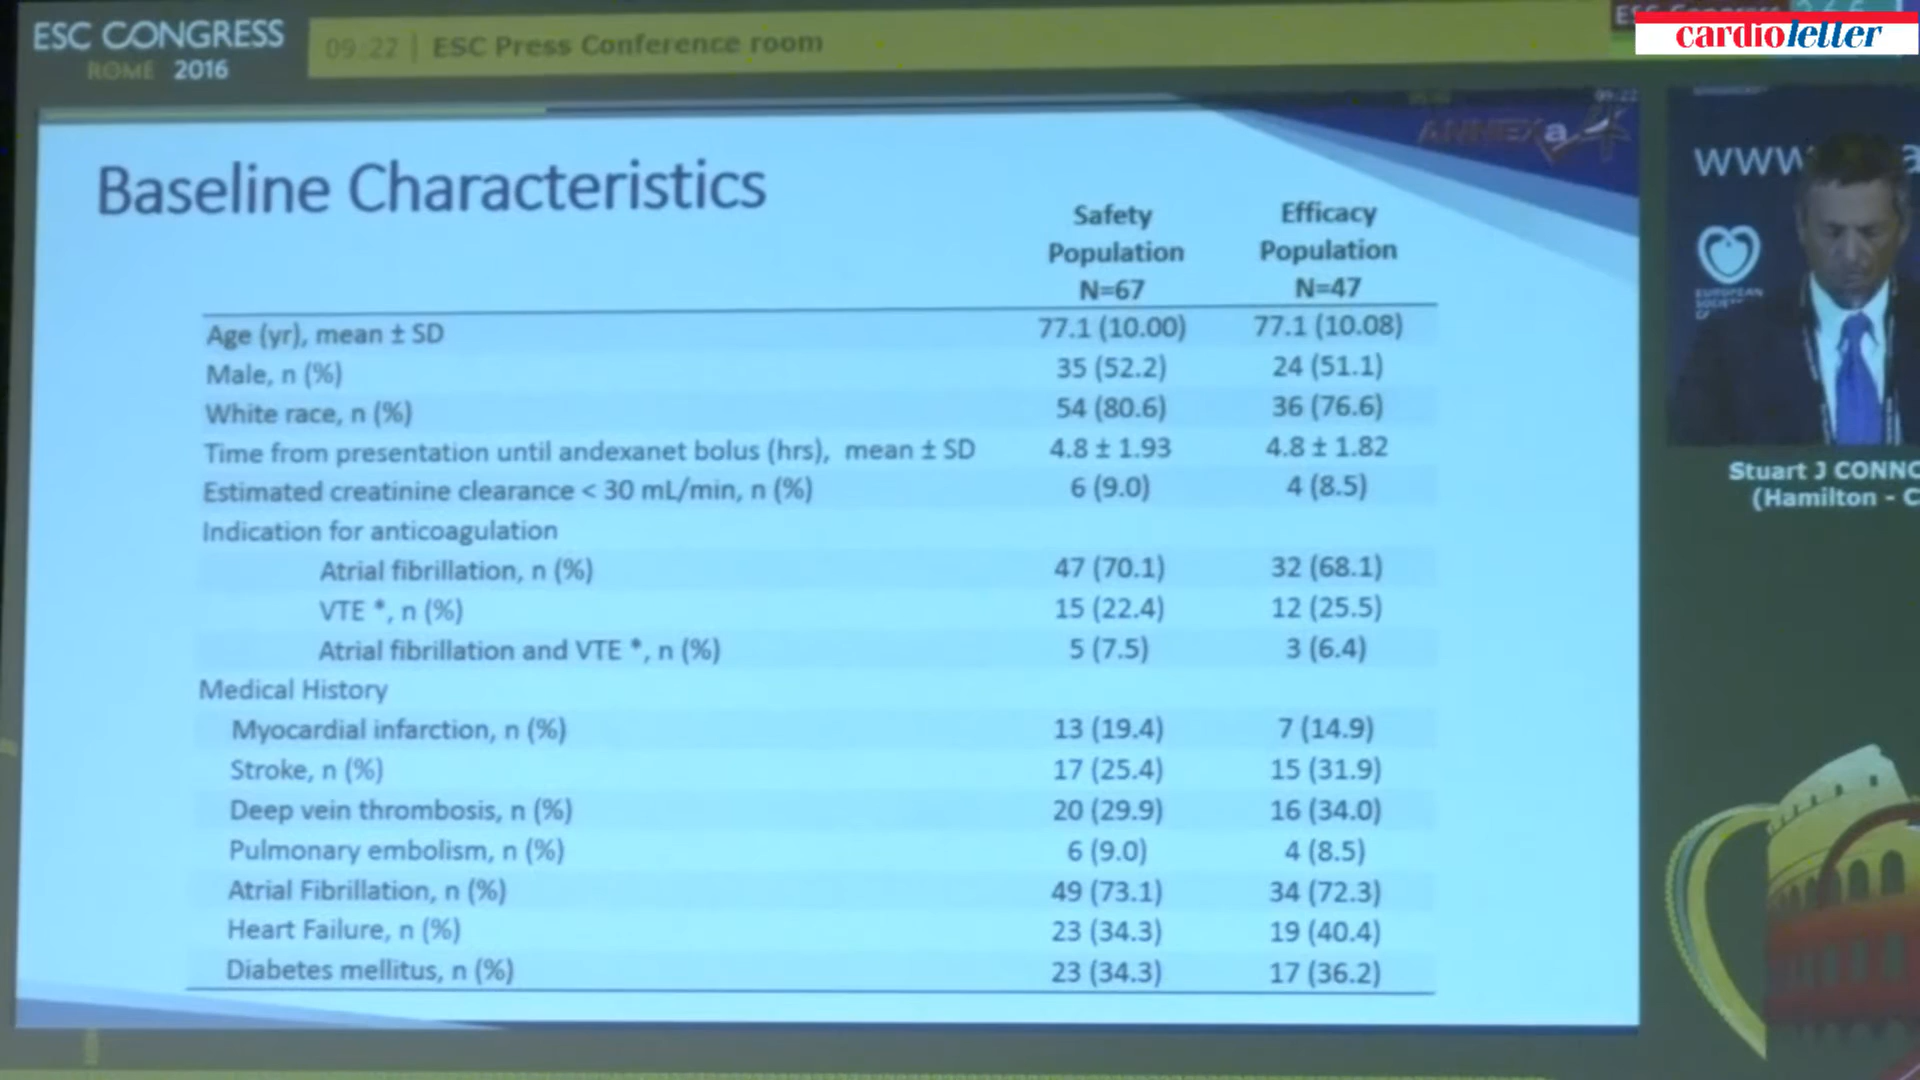 ESC CONGRESS
ROME 2016
09:22 | ESC Press Conference room
cardioletter
ANNEXa 4
Baseline Characteristics
Safety Population N=67
Efficacy Population N=47
Age (yr), mean ± SD 77.1 (10.00) 77.1 (10.08)
Male, n (%) 35 (52.2) 24 (51.1)
White race, n (%) 54 (80.6) 36 (76.6)
Time from presentation until andexanet bolus (hrs), mean ± SD 4.8 ± 1.93 4.8 ± 1.82
Estimated creatinine clearance < 30 mL/min, n (%) 6 (9.0) 4 (8.5)
Indication for anticoagulation
Atrial fibrillation, n (%) 47 (70.1) 32 (68.1)
VTE *, n (%) 15 (22.4) 12 (25.5)
Atrial fibrillation and VTE *, n (%) 5 (7.5) 3 (6.4)
Medical History
Myocardial infarction, n (%) 13 (19.4) 7 (14.9)
Stroke, n (%) 17 (25.4) 15 (31.9)
Deep vein thrombosis, n (%) 20 (29.9) 16 (34.0)
Pulmonary embolism, n (%) 6 (9.0) 4 (8.5)
Atrial Fibrillation, n (%) 49 (73.1) 34 (72.3)
Heart Failure, n (%) 23 (34.3) 19 (40.4)
Diabetes mellitus, n (%) 23 (34.3) 17 (36.2)
www
EUROPEAN
Stuart J CONNO
(Hamilton - C